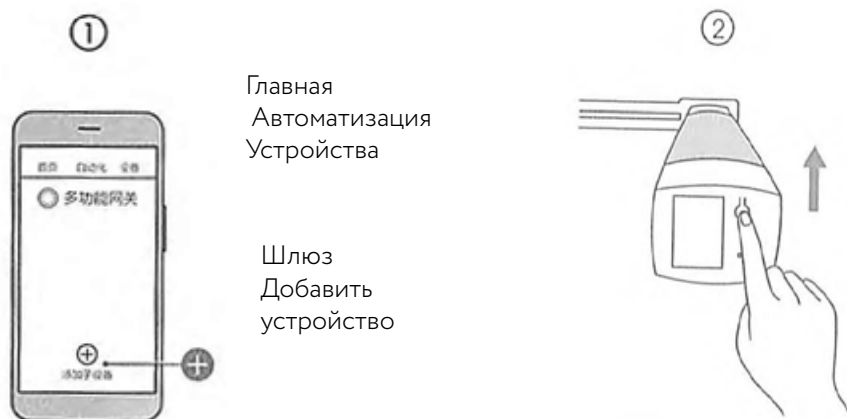 ①
②
Главная
Автоматизация
Устройства
首页 自动化 设备
多功能网关
Шлюз
Добавить
устройство
添加子设备